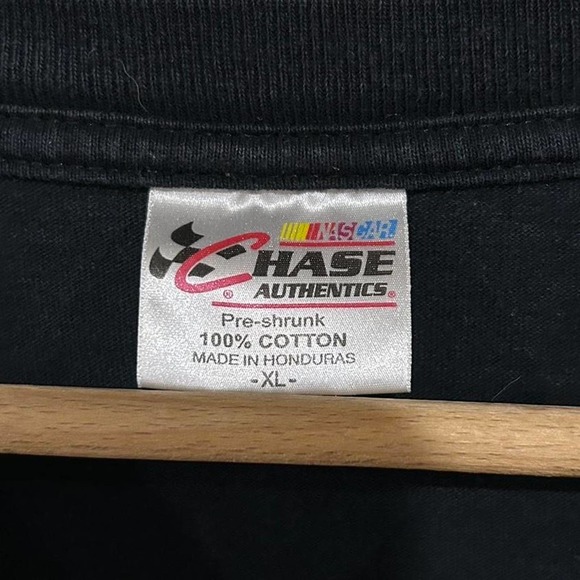 NASCAR.
CHASE
AUTHENTICS®
®
Pre-shrunk
100% COTTON
MADE IN HONDURAS
-XL-